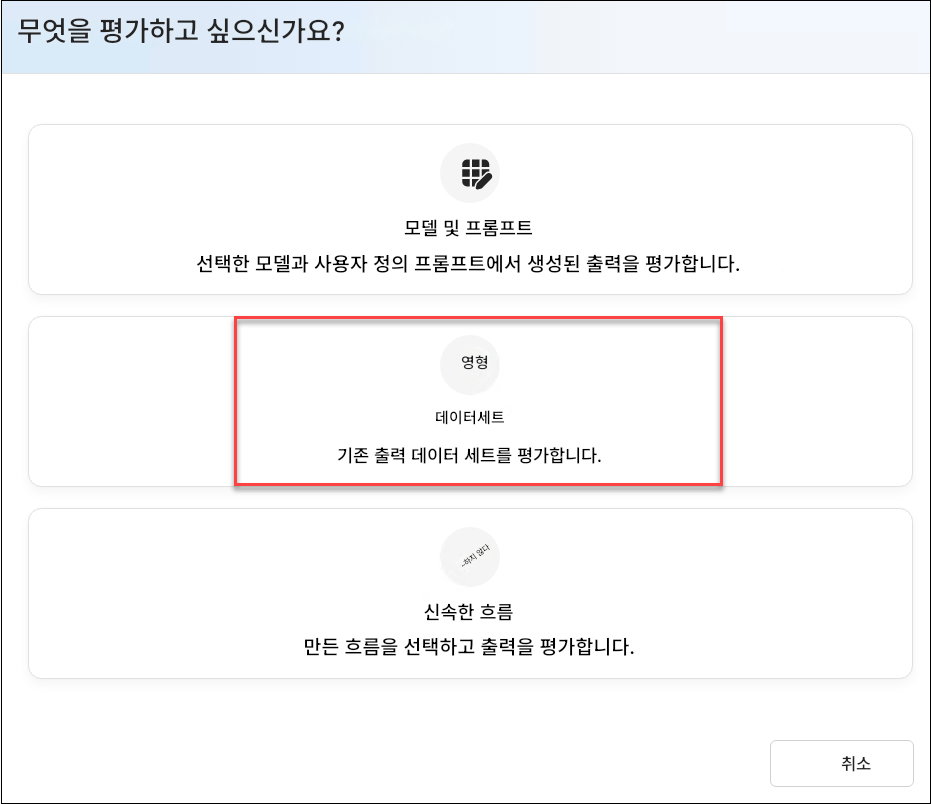 무엇을 평가하고 싶으신가요?
모델 및 프롬프트
선택한 모델과 사용자 정의 프롬프트에서 생성된 출력을 평가합니다.
영형
데이터세트
기존 출력 데이터 세트를 평가합니다.
~하지 않다
신속한 흐름
만든 흐름을 선택하고 출력을 평가합니다.
취소